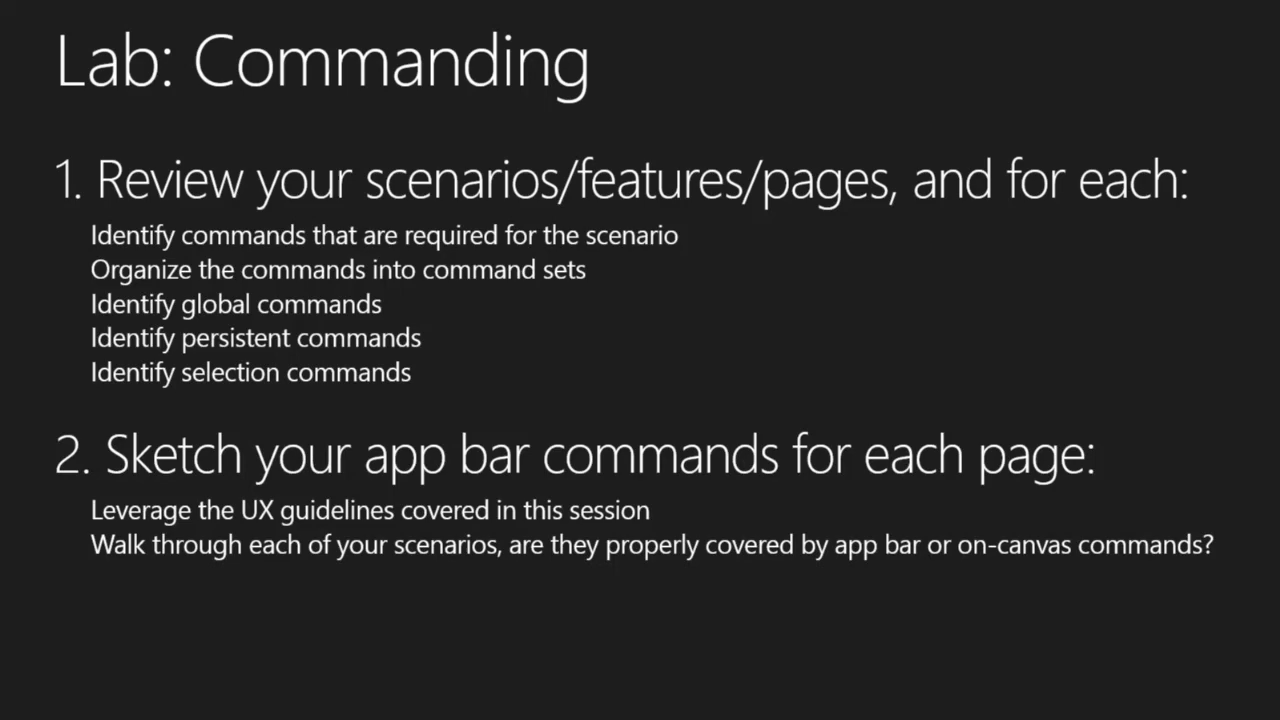 Lab: Commanding
1. Review your scenarios/features/pages, and for each:
Identify commands that are required for the scenario
Organize the commands into command sets
Identify global commands
Identify persistent commands
Identify selection commands
2. Sketch your app bar commands for each page:
Leverage the UX guidelines covered in this session
Walk through each of your scenarios, are they properly covered by app bar or on-canvas commands?